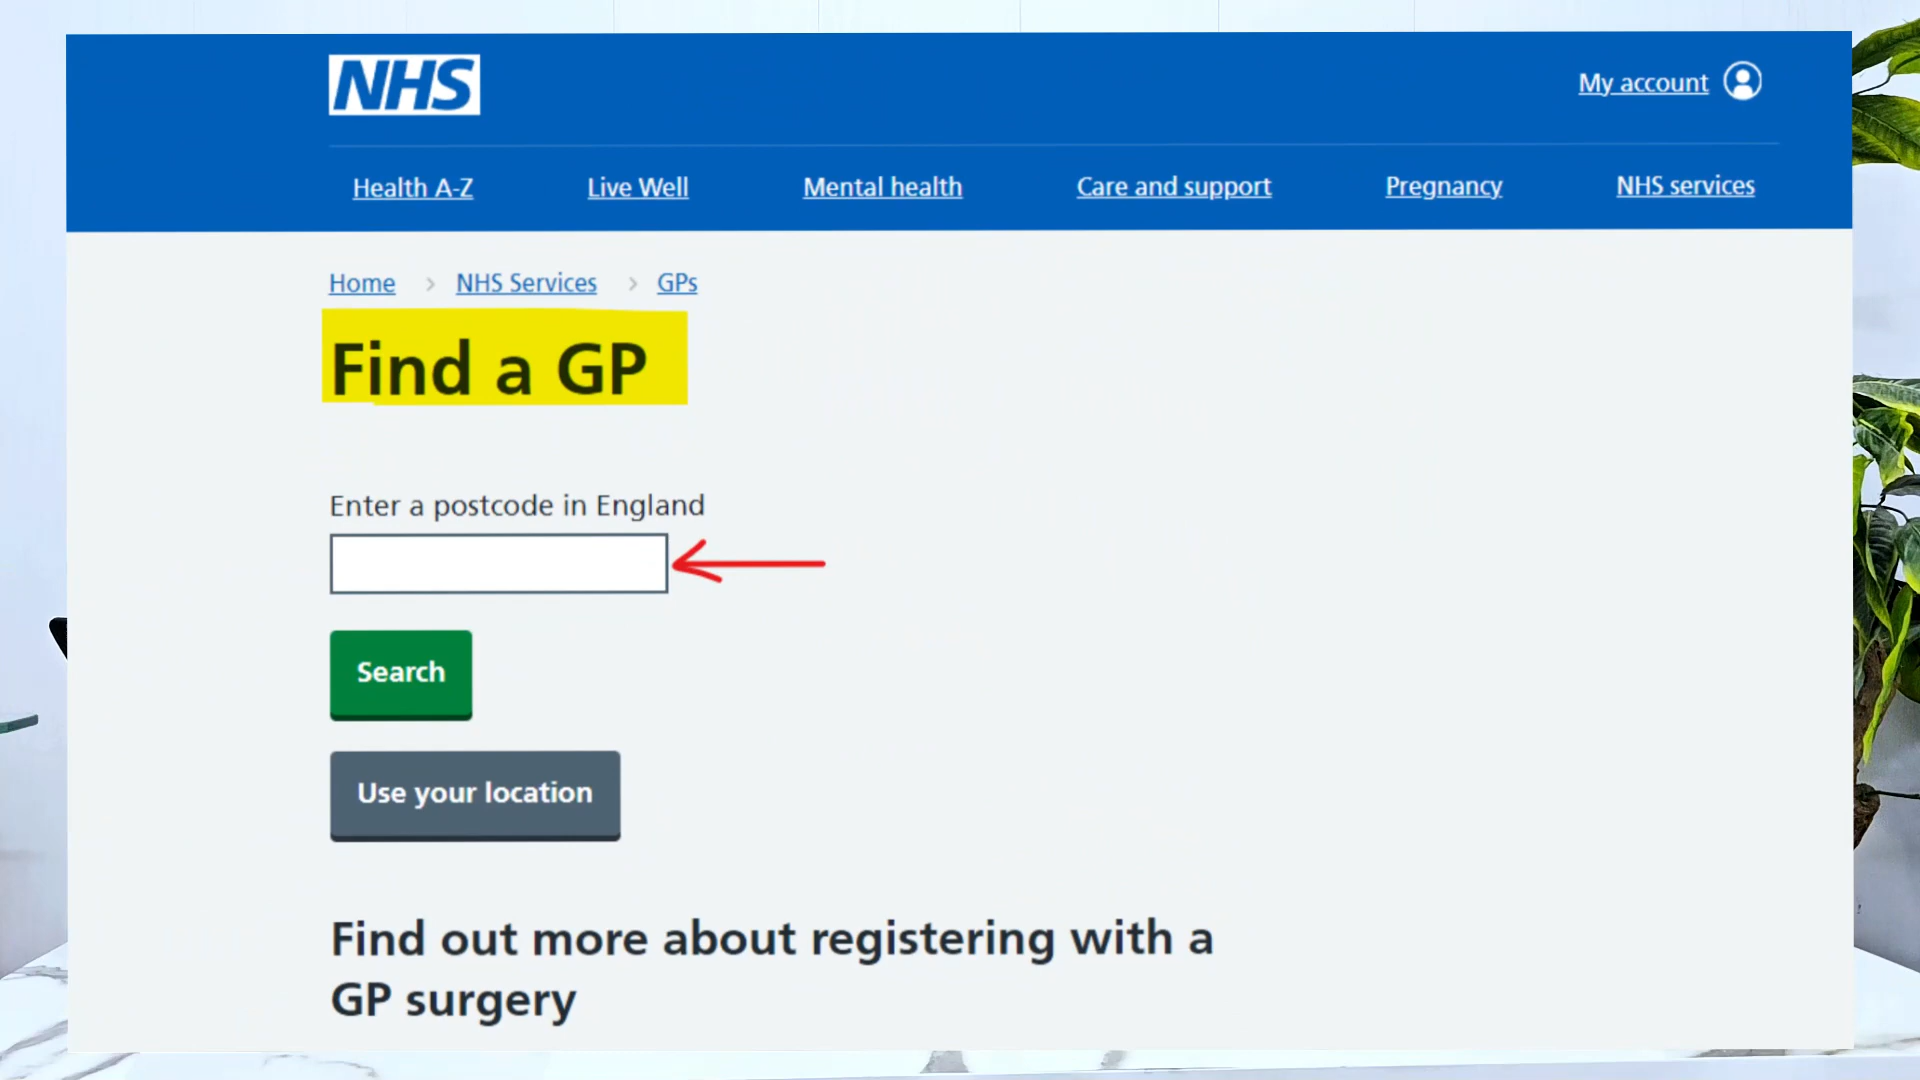 NHS
My account
Health A-Z
Live Well
Mental health
Care and support
Pregnancy
NHS services
Home > NHS Services > GPs
Find a GP
Enter a postcode in England
Search
Use your location
Find out more about registering with a
GP surgery